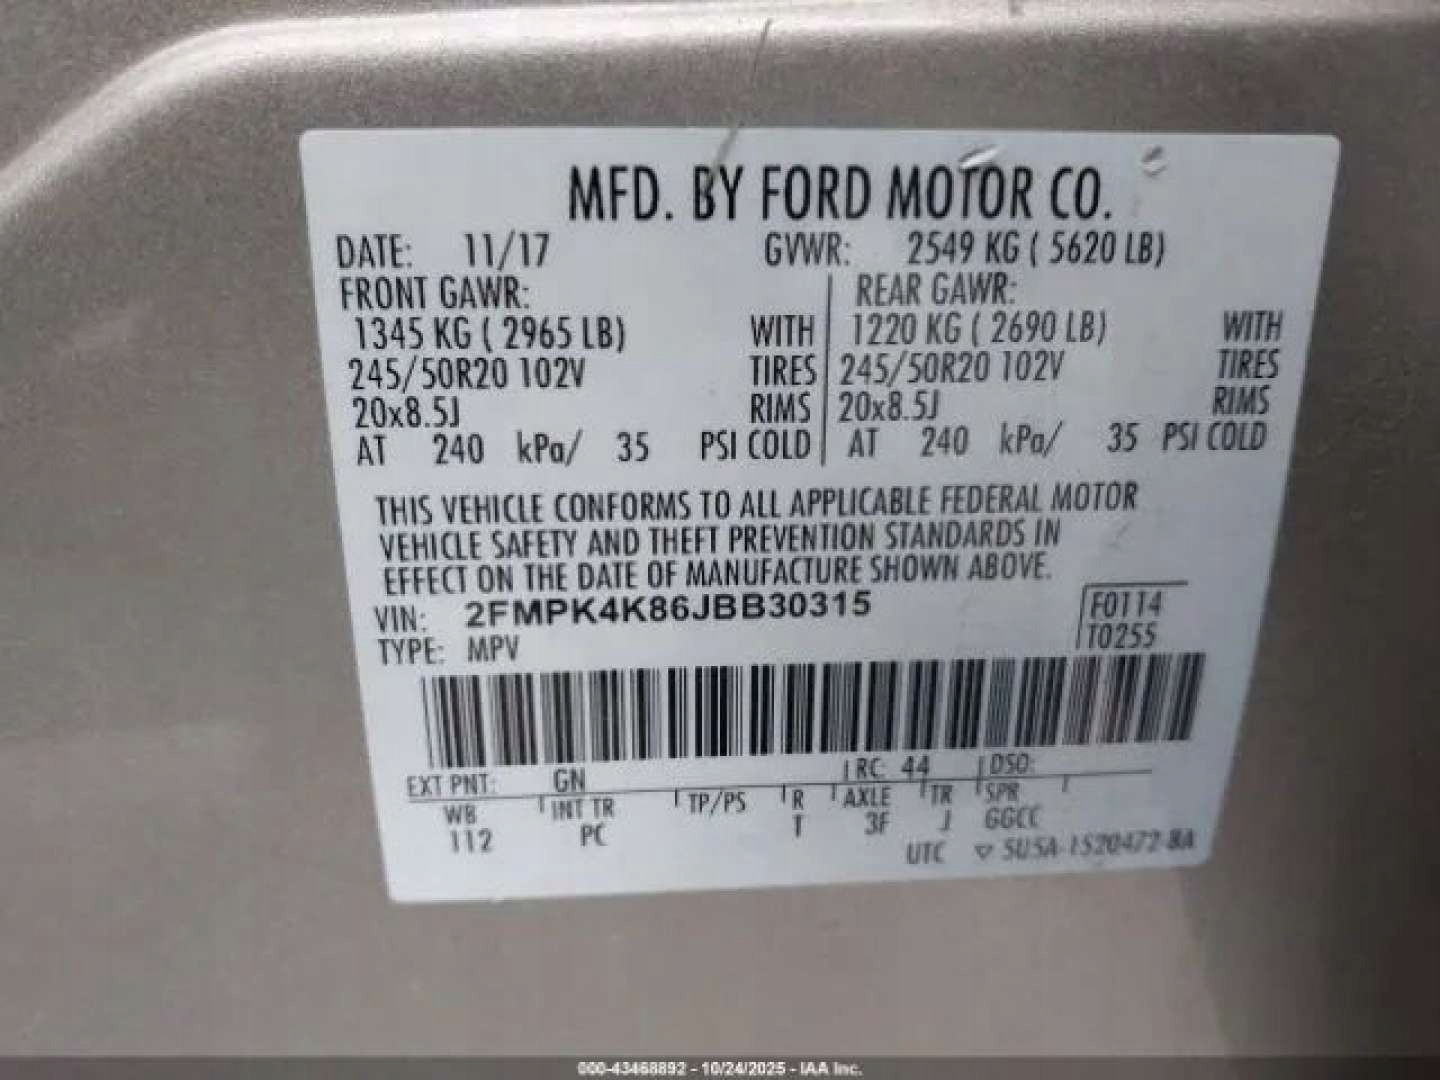 MFD. BY FORD MOTOR CO.
DATE: 11/17 GVWR: 2549 KG ( 5620 LB)
FRONT GAWR: REAR GAWR:
1345 KG ( 2965 LB) WITH 1220 KG ( 2690 LB) WITH
245/50R20 102V TIRES 245/50R20 102V TIRES
20x8.5J RIMS 20x8.5J RIMS
AT 240 kPa/ 35 PSI COLD AT 240 kPa/ 35 PSI COLD
THIS VEHICLE CONFORMS TO ALL APPLICABLE FEDERAL MOTOR
VEHICLE SAFETY AND THEFT PREVENTION STANDARDS IN
EFFECT ON THE DATE OF MANUFACTURE SHOWN ABOVE.
VIN: 2FMPK4K86JBB30315 F0114
TYPE: MPV T0255
EXT PNT: GN RC: 44 DSO:
WB INT TR TP/PS R AXLE TR SPR
112 PC T 3F J GGCC
UTC ▽ 5U5A-1520472-BA
000-43468892 - 10/24/2025 - IAA Inc.